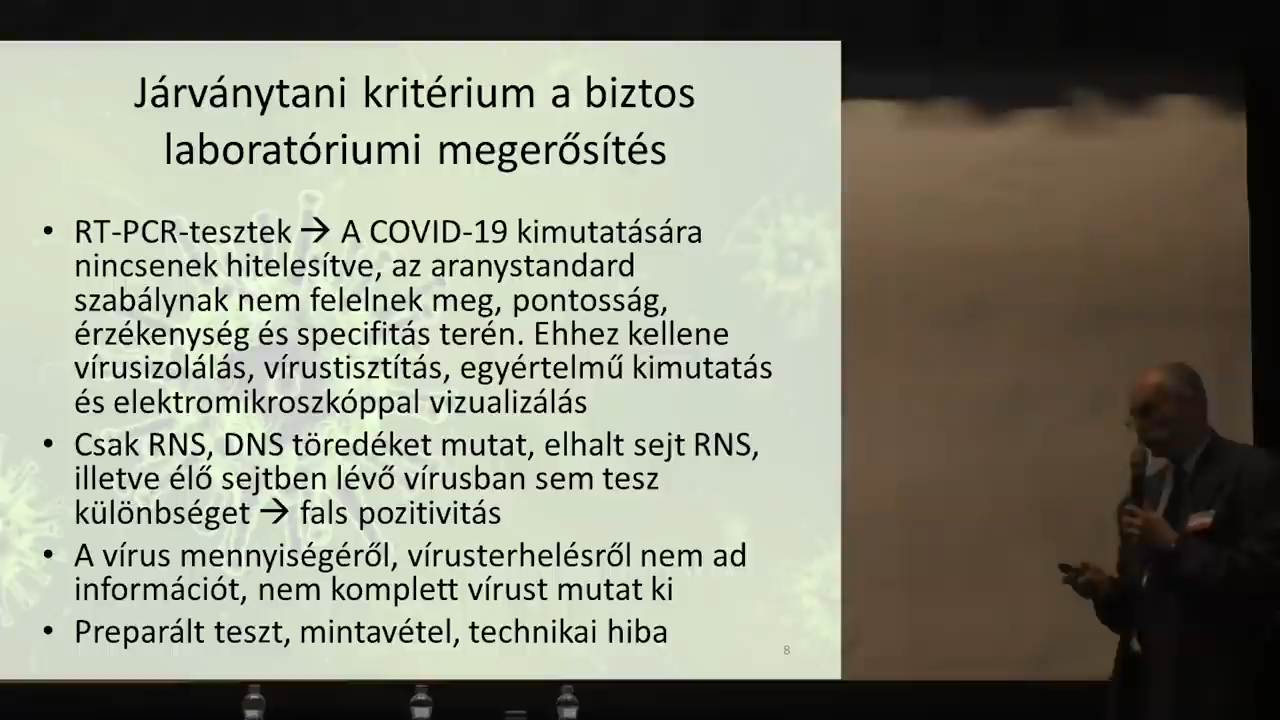 Járványtani kritérium a biztos
laboratóriumi megerősítés
• RT-PCR-tesztek → A COVID-19 kimutatására
nincsenek hitelesítve, az aranystandard
szabálynak nem felelnek meg, pontosság,
érzékenység és specifitás terén. Ehhez kellene
vírusizolálás, vírustisztítás, egyértelmű kimutatás
és elektromikroszkóppal vizualizálás
• Csak RNS, DNS töredéket mutat, elhalt sejt RNS,
illetve élő sejtben lévő vírusban sem tesz
különbséget → fals pozitivitás
• A vírus mennyiségéről, vírusterhelésről nem ad
információt, nem komplett vírust mutat ki
• Preparált teszt, mintavétel, technikai hiba
8